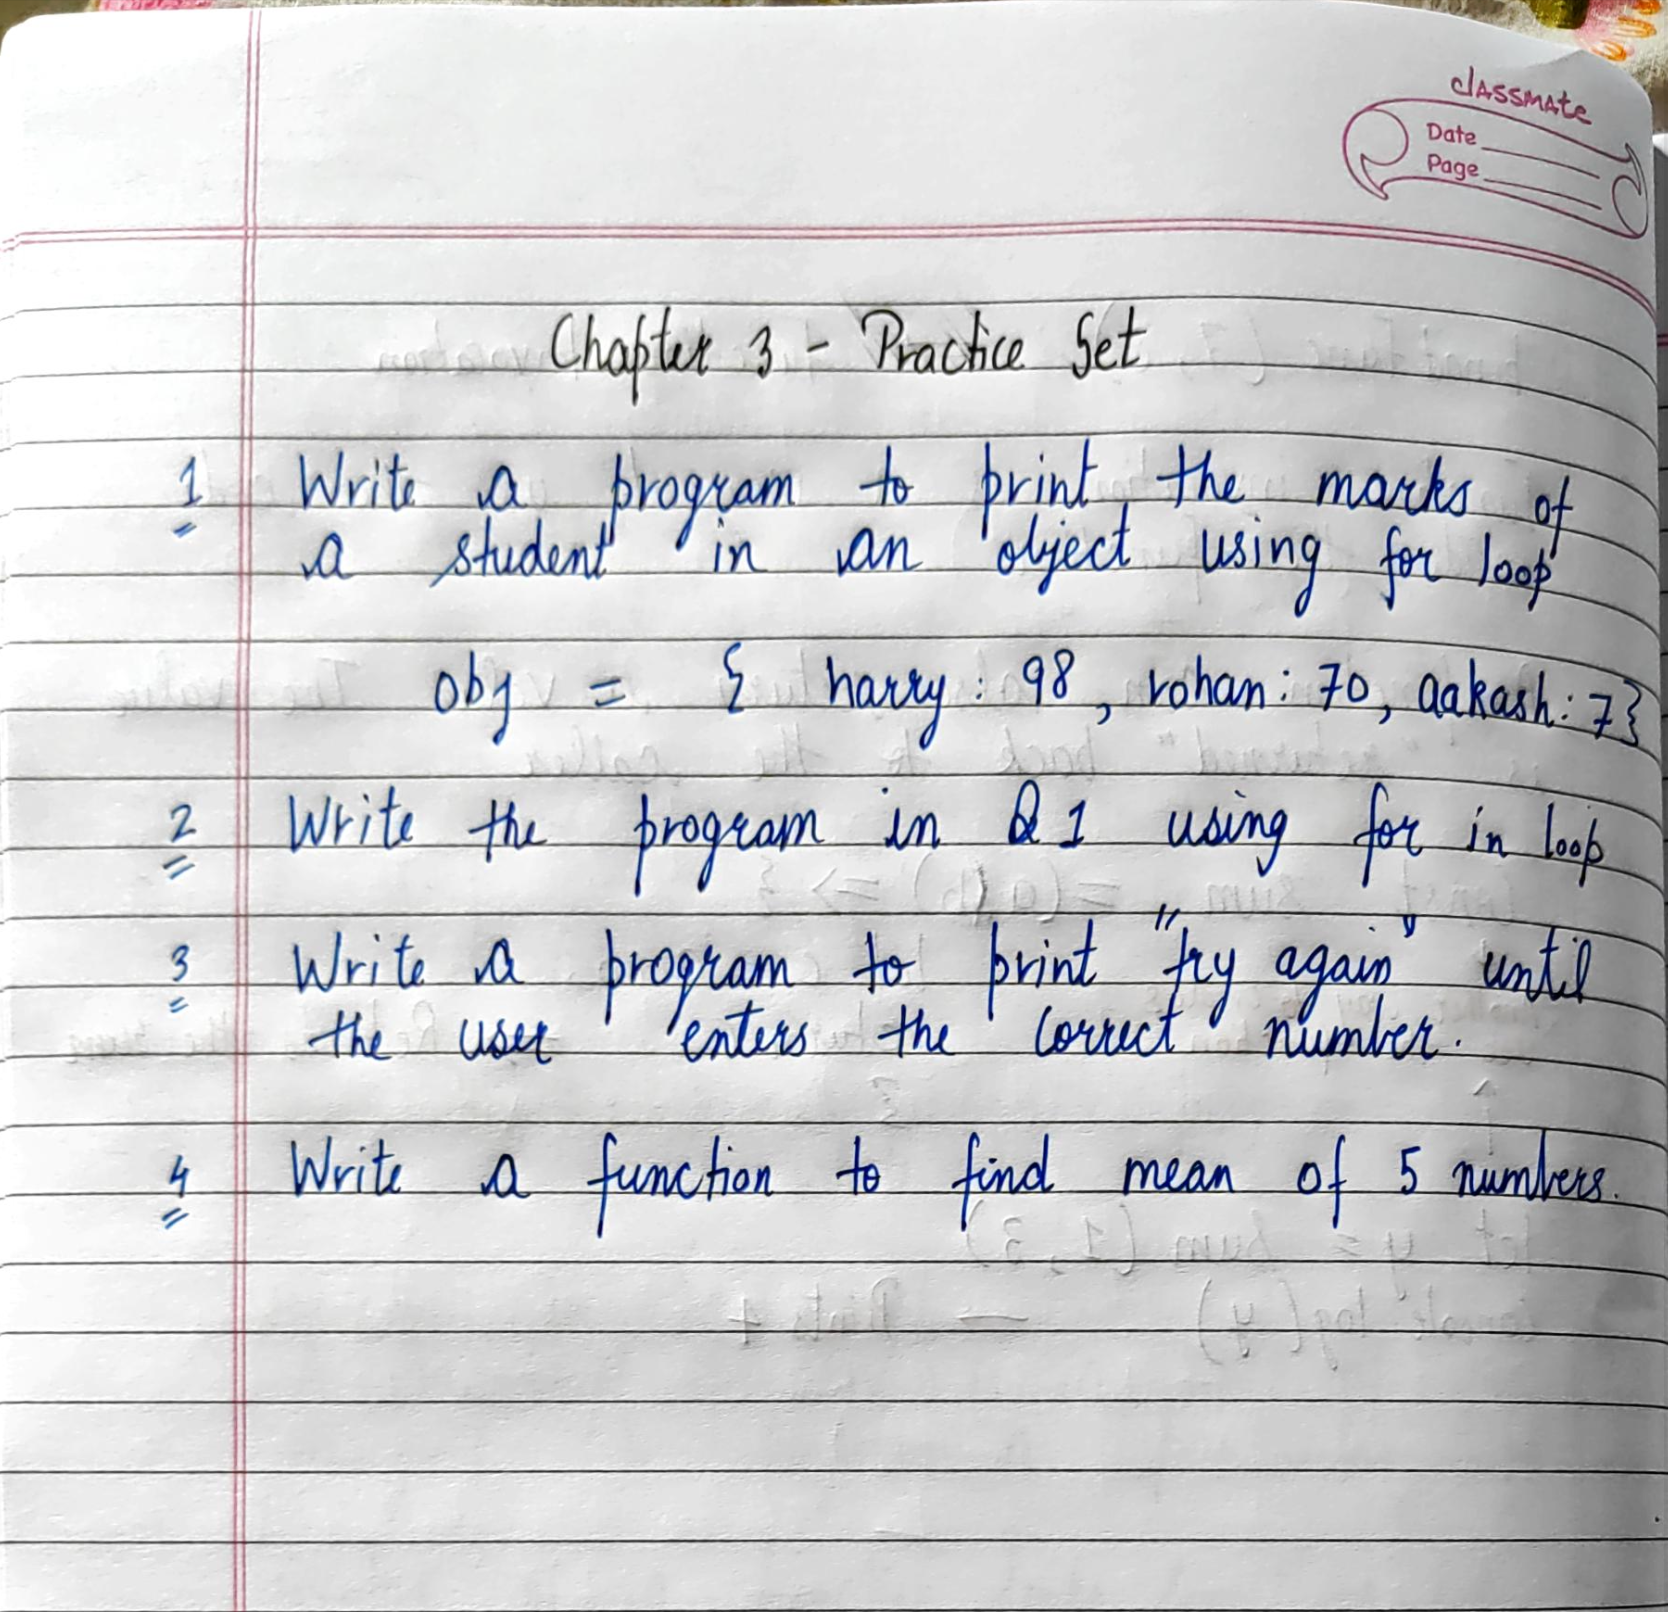 classmate
Date
Page
Chapter 3 - Practice Set
1 Write a program to print the marks of
a student in an object using for loop
obj = { harry : 98, rohan : 70, aakash : 7}
2 Write the program in Q1 using for in loop
3 Write a program to print "try again" until
the user enters the correct number.
4 Write a function to find mean of 5 numbers.